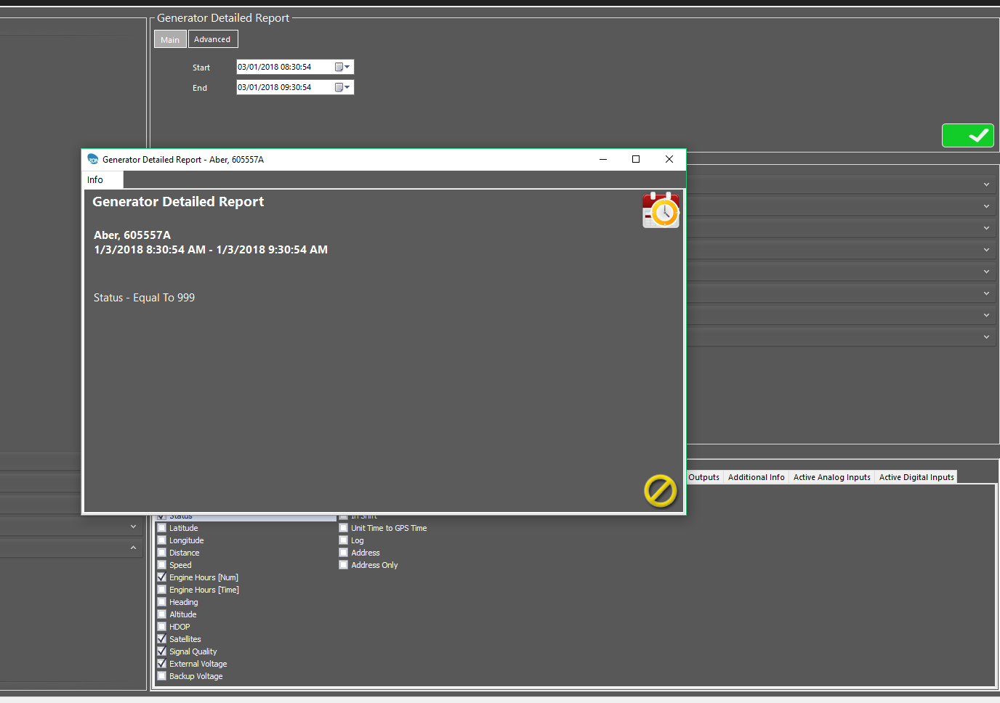 Generator Detailed Report
Main
Advanced
Start
03/01/2018 08:30:54
End
03/01/2018 09:30:54
Generator Detailed Report - Aber, 605557A
Info
Generator Detailed Report
Aber, 605557A
1/3/2018 8:30:54 AM - 1/3/2018 9:30:54 AM
Status - Equal To 999
Outputs
Additional Info
Active Analog Inputs
Active Digital Inputs
Status
Latitude
Longitude
Distance
Speed
Engine Hours [Num]
Engine Hours [Time]
Heading
Altitude
HDOP
Satellites
Signal Quality
External Voltage
Backup Voltage
In Shift
Unit Time to GPS Time
Log
Address
Address Only